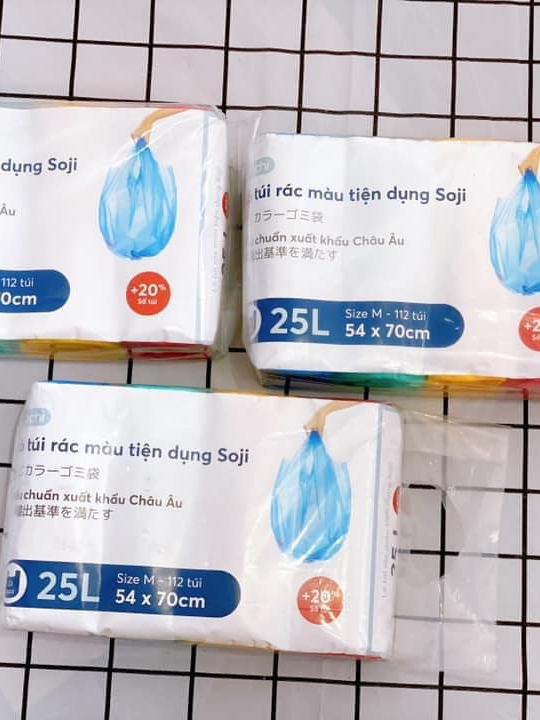 dụng Soji
Âu
112 túi
0cm
+20%
Số túi
túi rác màu tiện dụng Soji
カラーゴミ袋
chuẩn xuất khẩu Châu Âu
出基準を満たす
25L
Size M - 112 túi
54 x 70cm
túi rác màu tiện dụng Soji
カラーゴミ袋
chuẩn xuất khẩu Châu Âu
出基準を満たす
25L
Size M - 112 túi
54 x 70cm
+20%